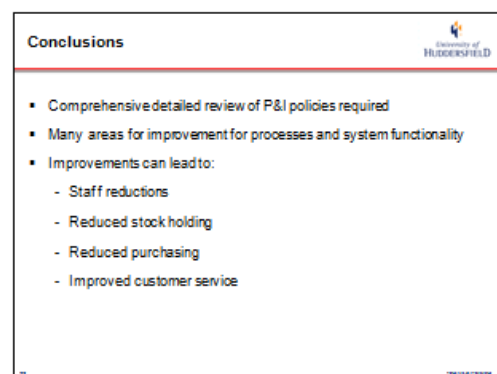 Conclusions
University of
HUDDERSFIELD
▪ Comprehensive detailed review of P&I policies required
▪ Many areas for improvement for processes and system functionality
▪ Improvements can lead to:
- Staff reductions
- Reduced stock holding
- Reduced purchasing
- Improved customer service